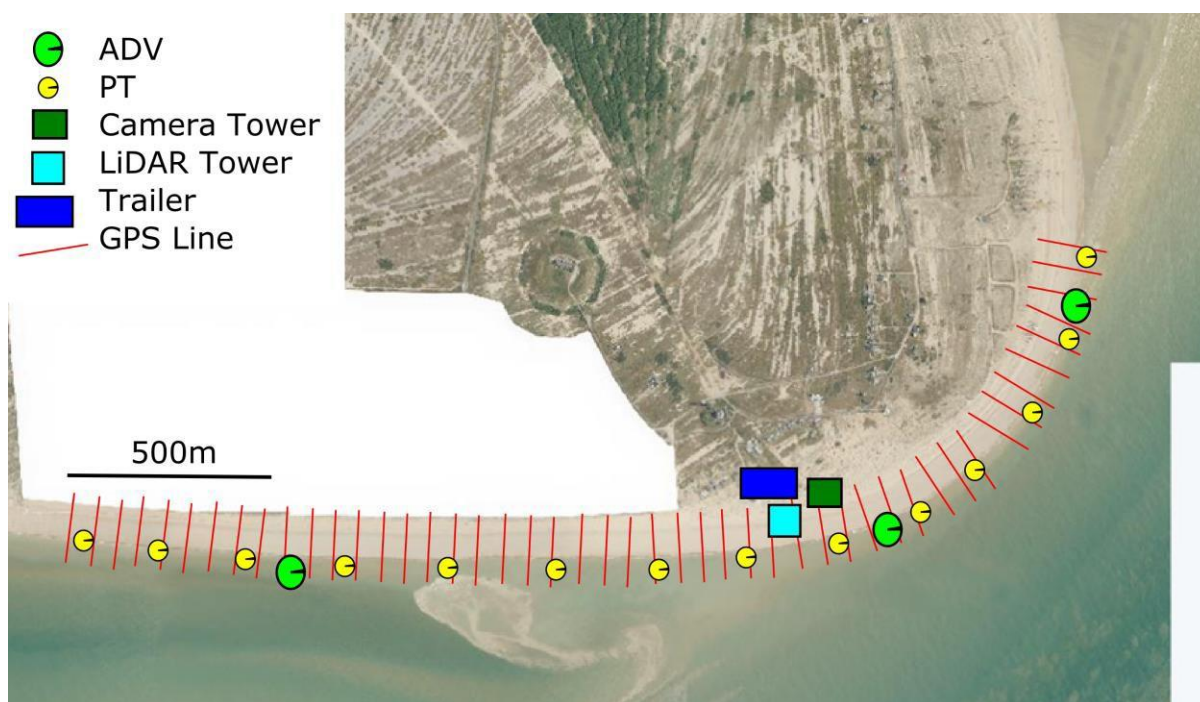 ADV
PT
Camera Tower
LiDAR Tower
Trailer
GPS Line
500m